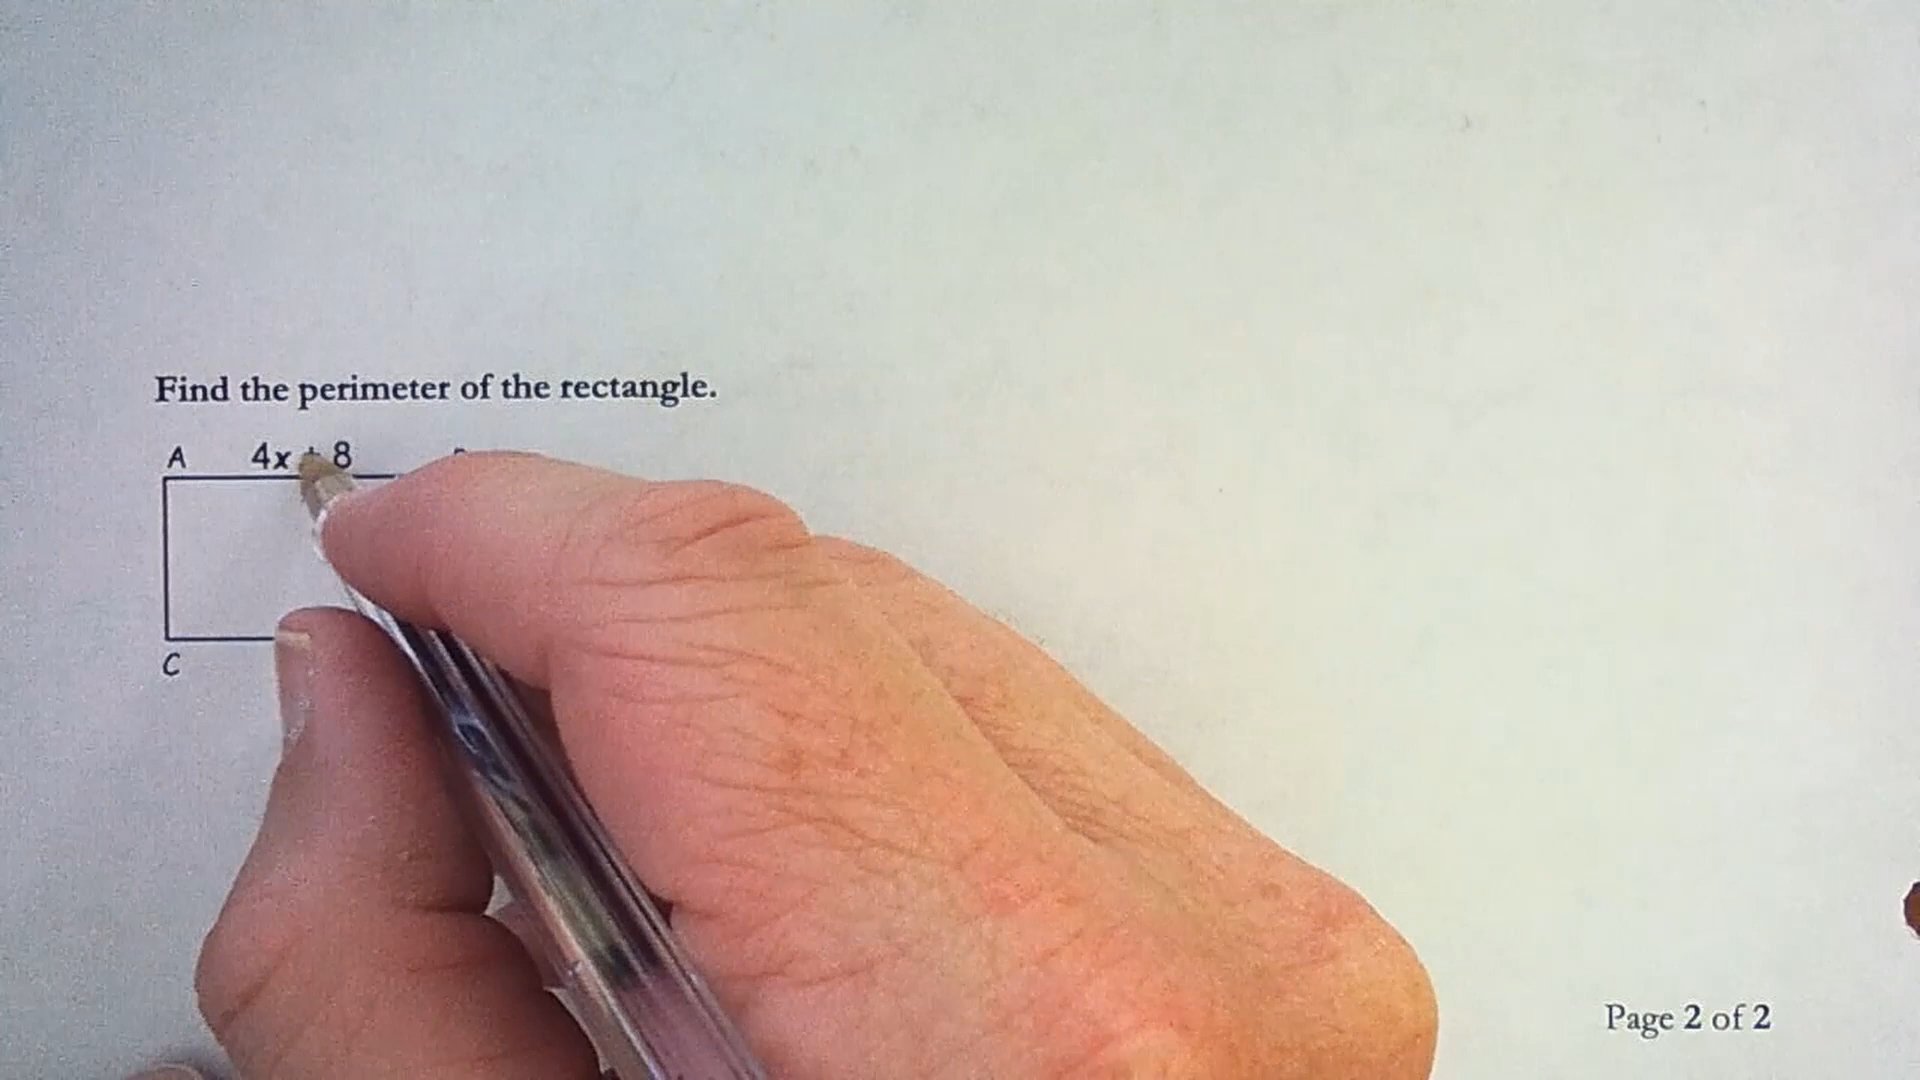 Find the perimeter of the rectangle.
A 4x + 8
C
Page 2 of 2